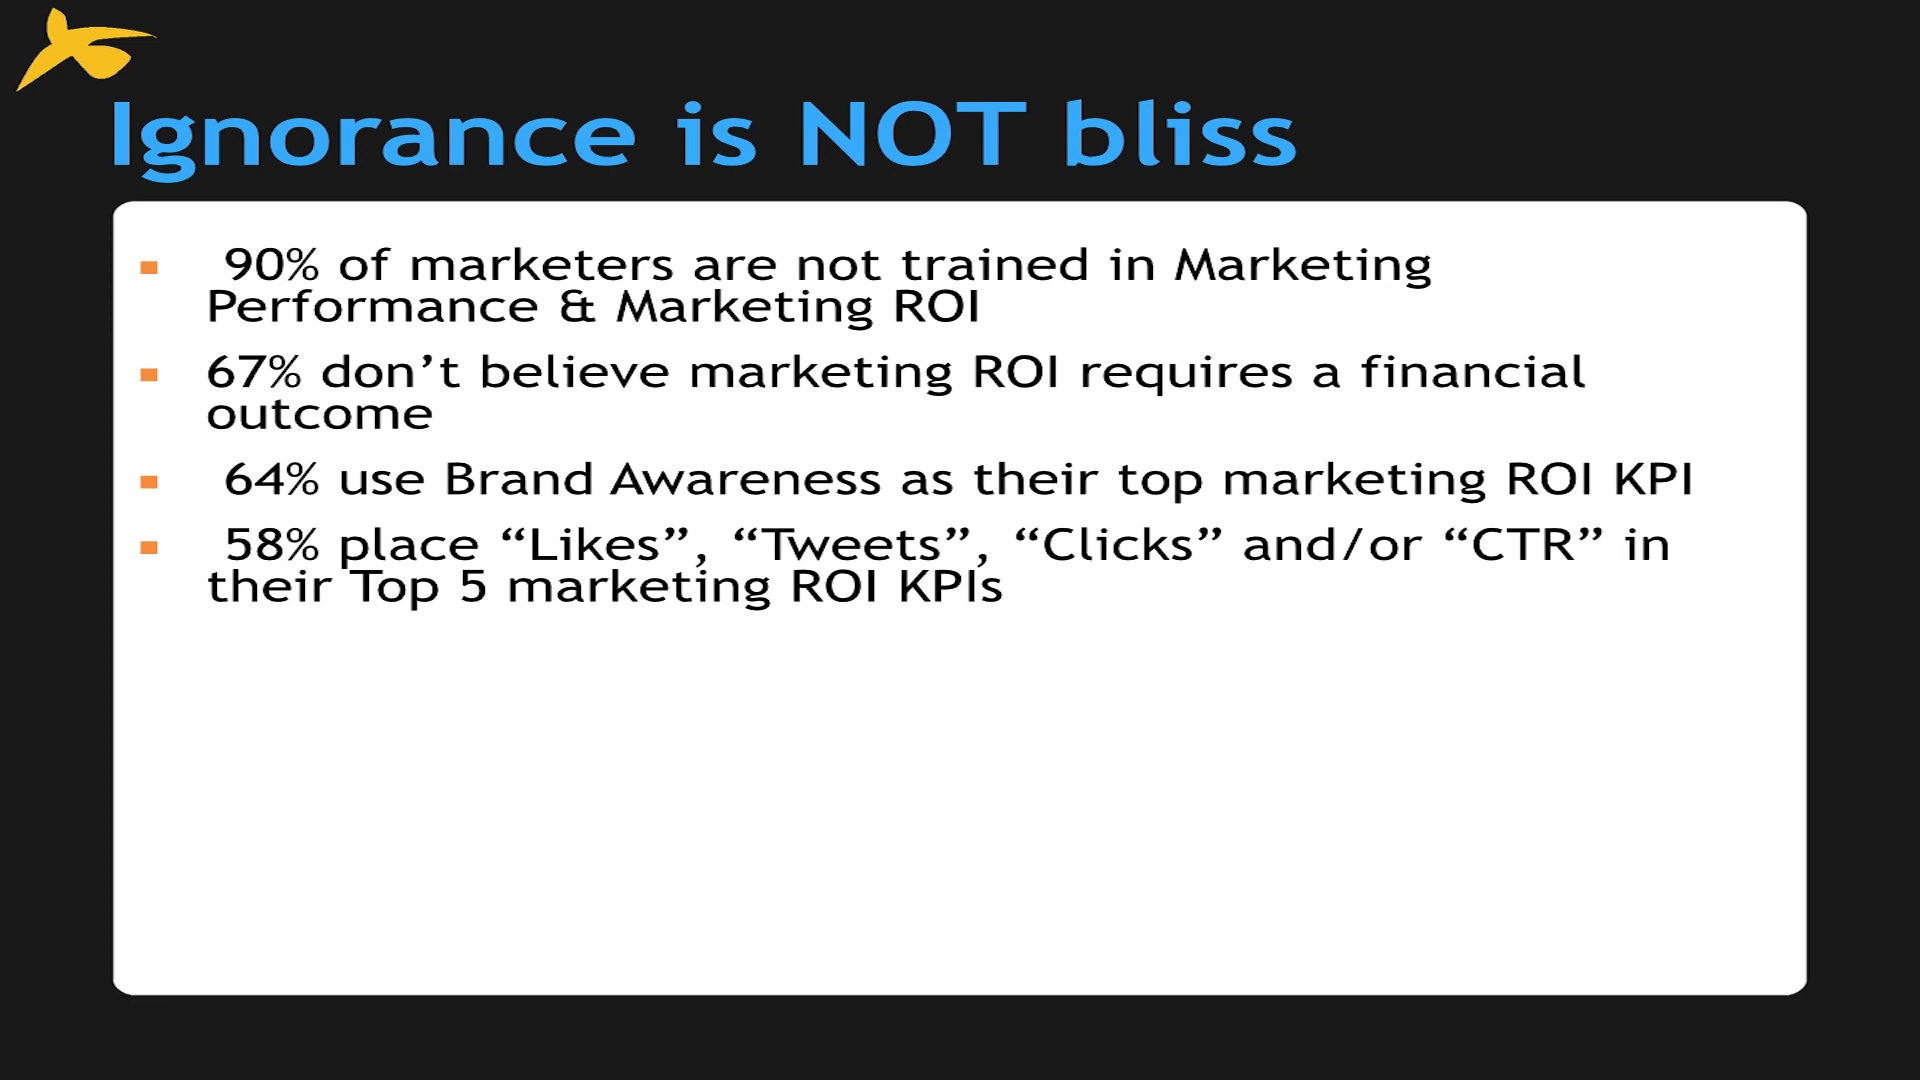 Ignorance is NOT bliss
90% of marketers are not trained in Marketing
Performance & Marketing ROI
67% don’t believe marketing ROI requires a financial
outcome
64% use Brand Awareness as their top marketing ROI KPI
58% place “Likes”, “Tweets”, “Clicks” and/or “CTR” in
their Top 5 marketing ROI KPIs